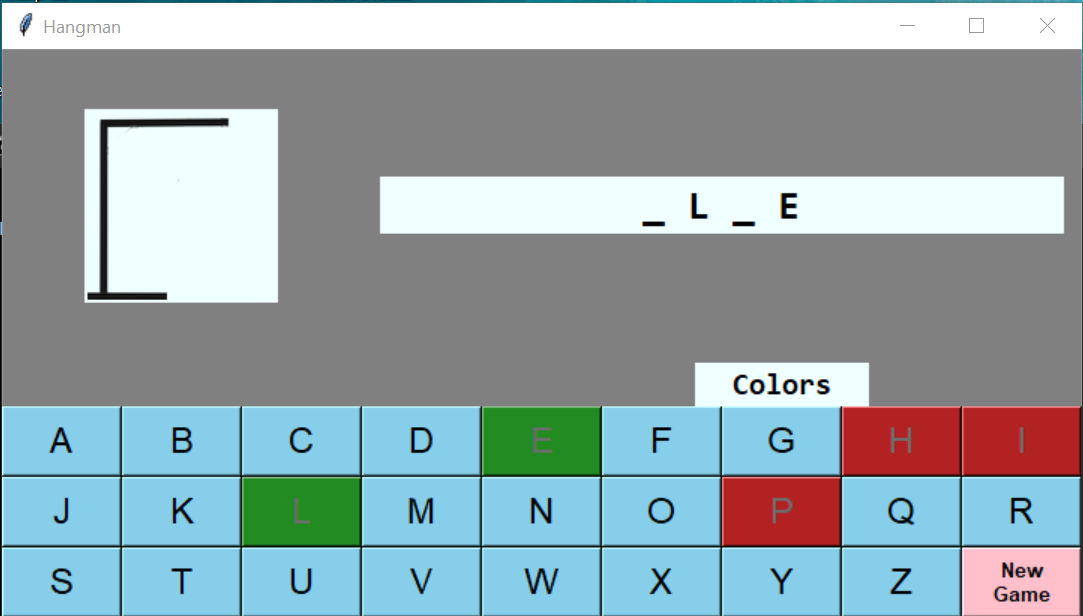 Hangman
_ L _ E
Colors
A B C D E F G H I
J K L M N O P Q R
S T U V W X Y Z New Game